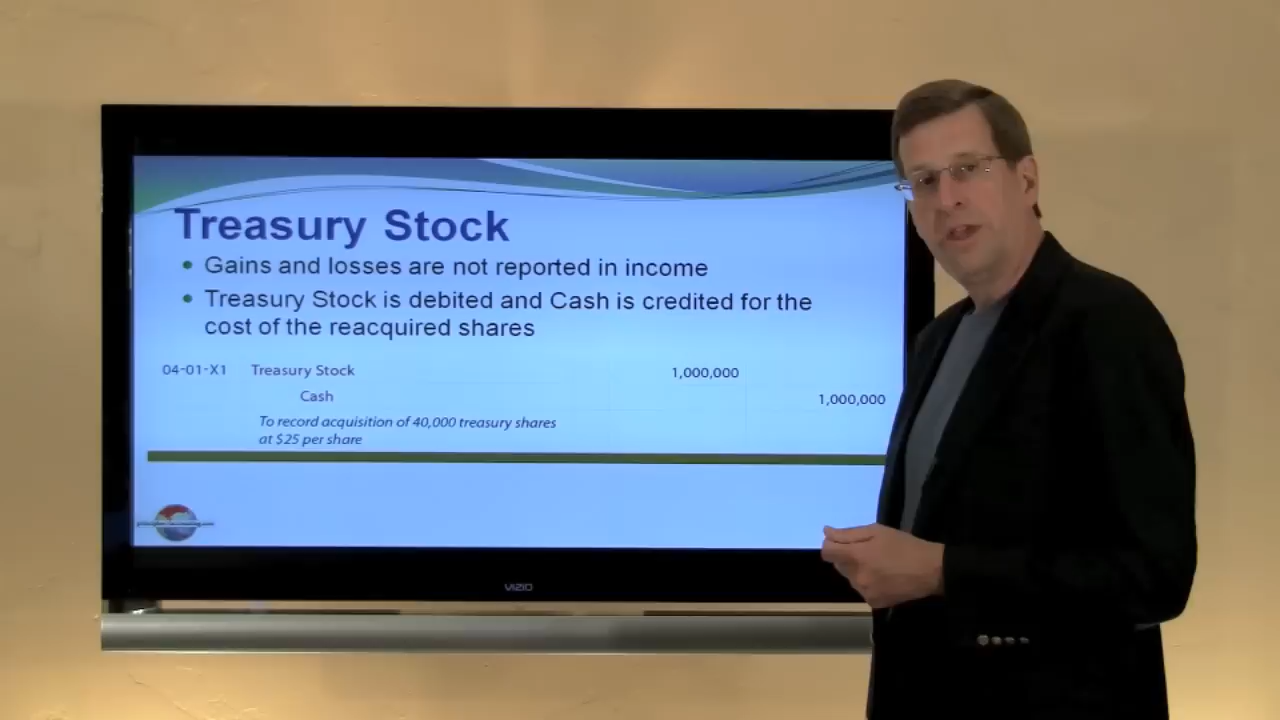 Treasury Stock
• Gains and losses are not reported in income
• Treasury Stock is debited and Cash is credited for the
cost of the reacquired shares
04-01-X1 Treasury Stock 1,000,000
Cash 1,000,000
To record acquisition of 40,000 treasury shares
at $25 per share
VIZIO